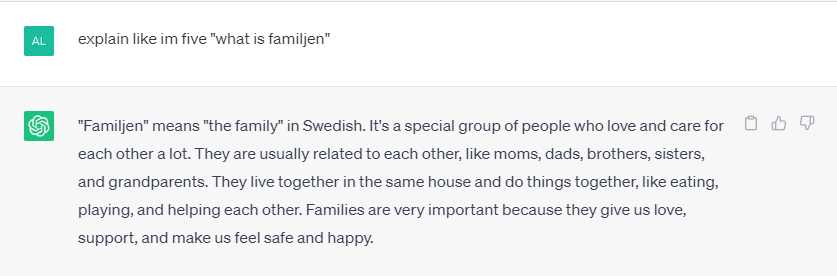 AL
explain like im five "what is familjen"
"Familjen" means "the family" in Swedish. It's a special group of people who love and care for
each other a lot. They are usually related to each other, like moms, dads, brothers, sisters,
and grandparents. They live together in the same house and do things together, like eating,
playing, and helping each other. Families are very important because they give us love,
support, and make us feel safe and happy.